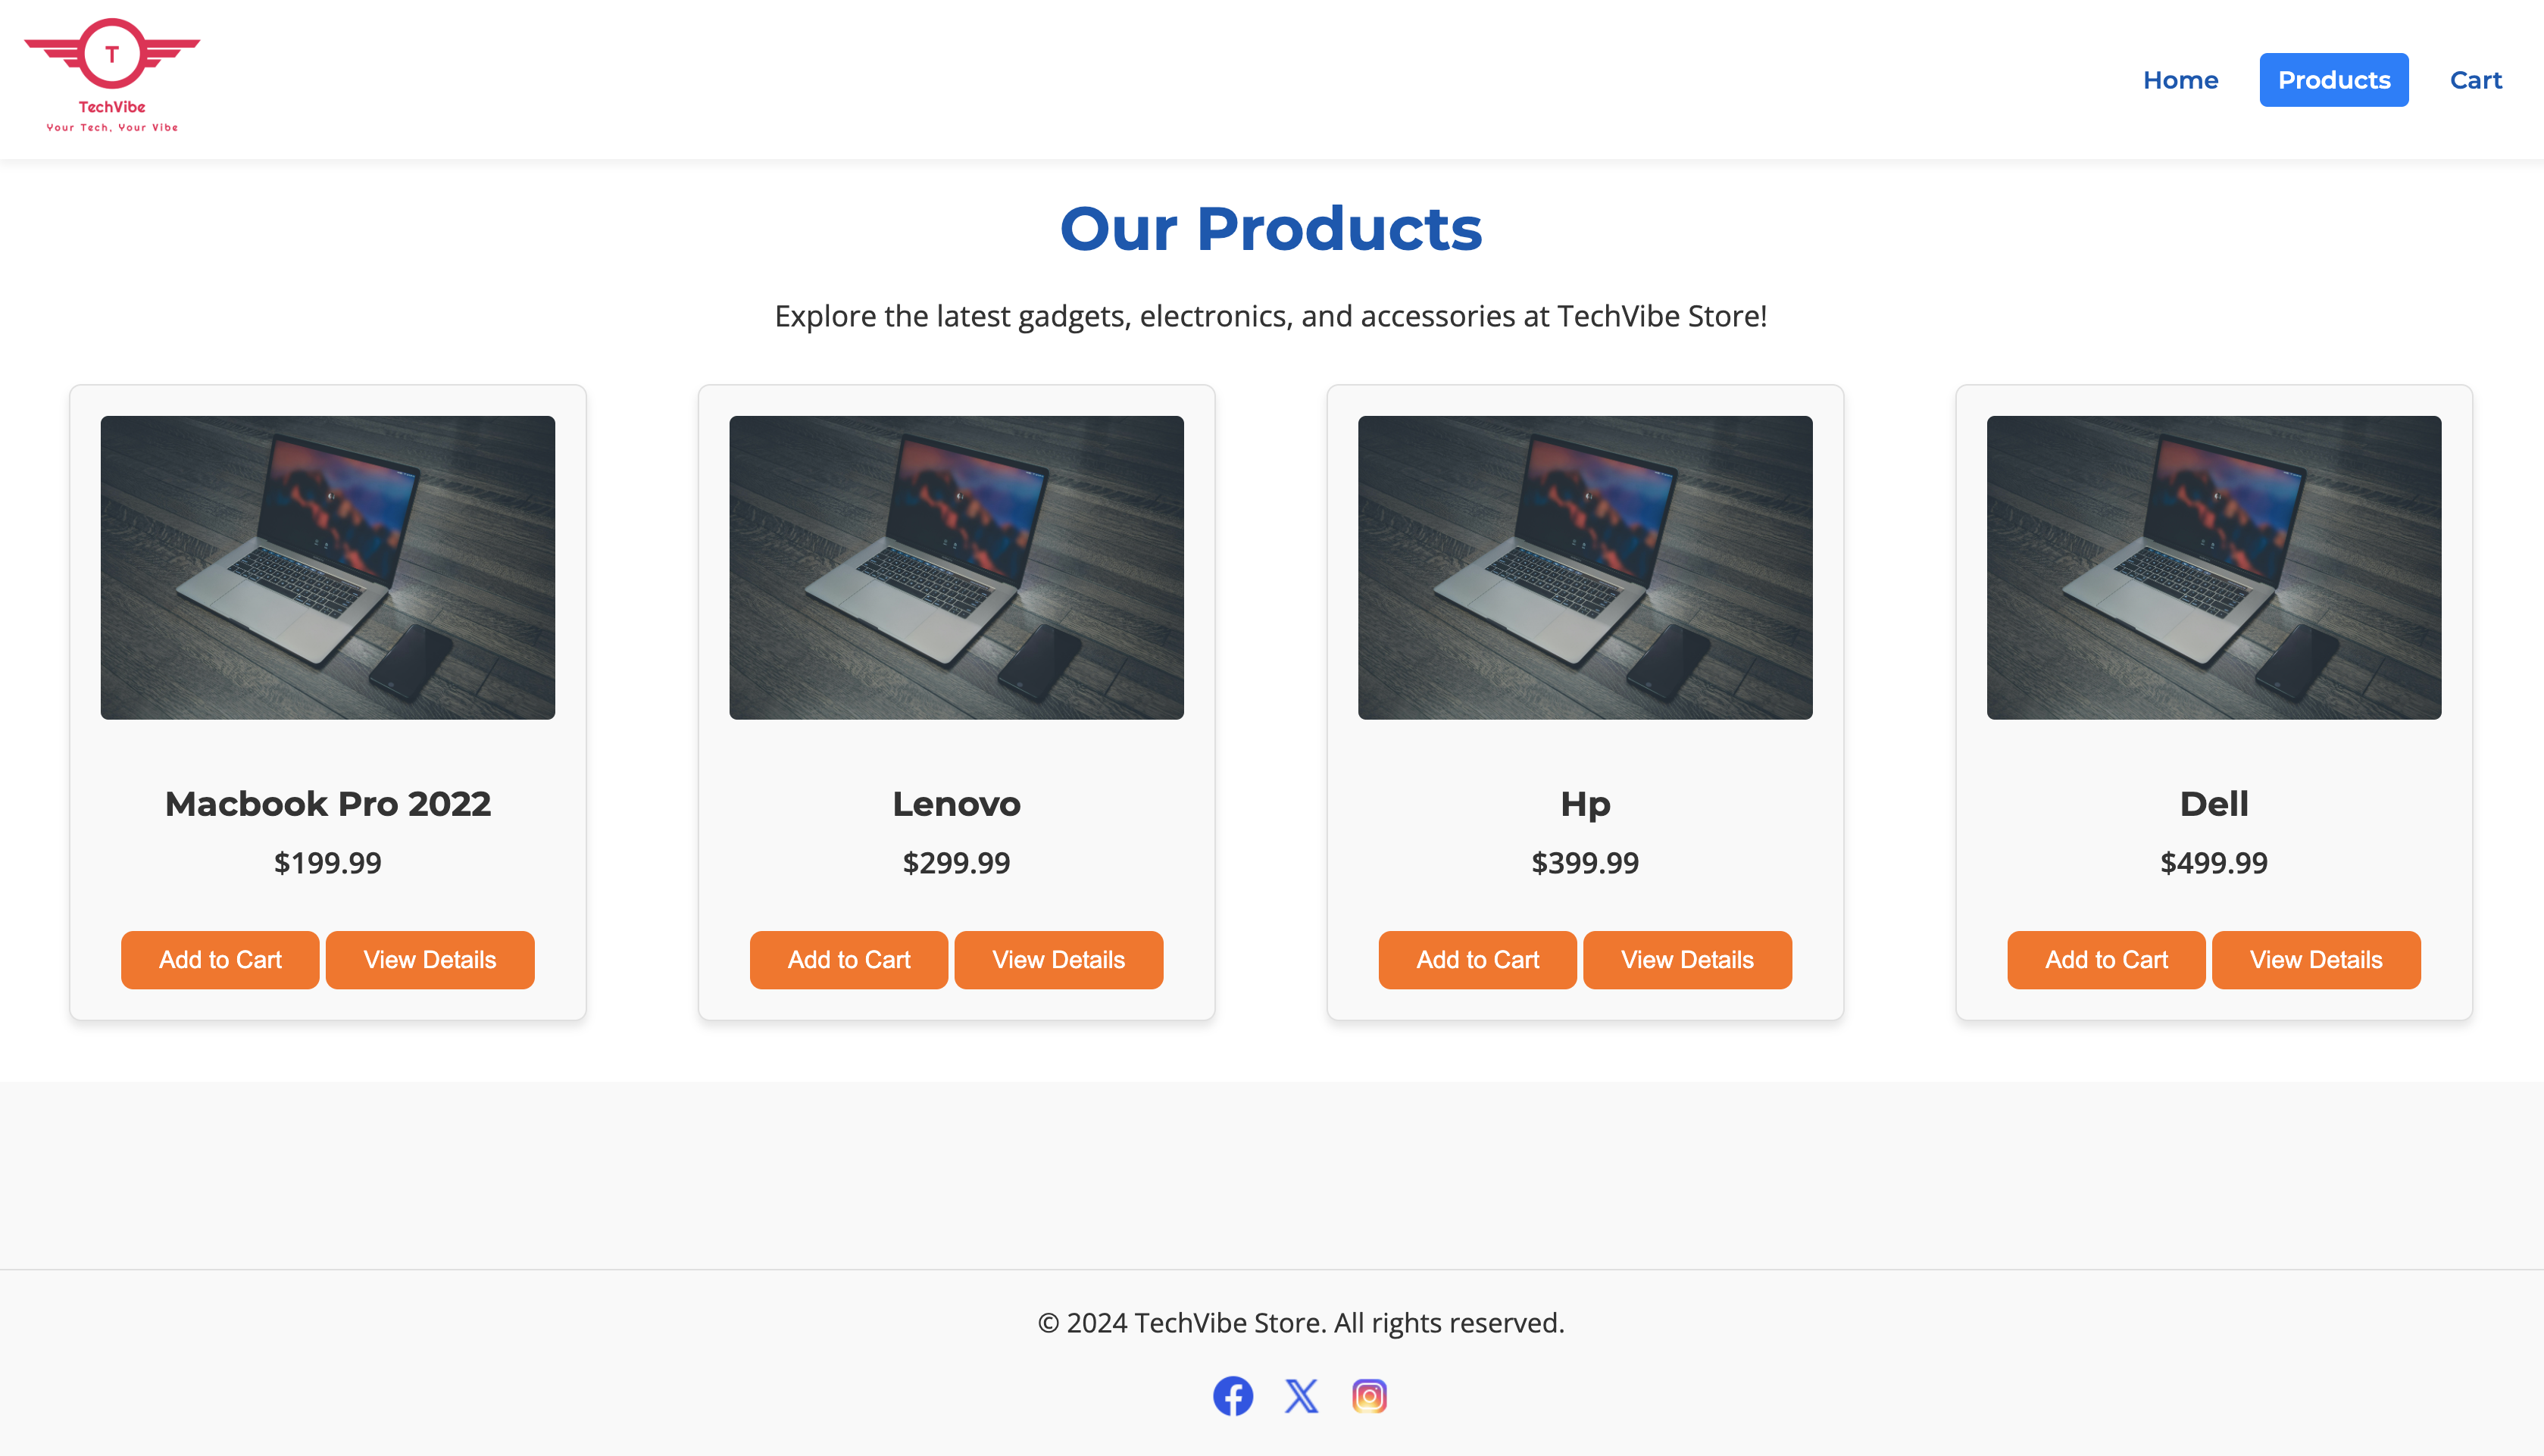 T
TechVibe
Your Tech, Your Vibe
Home Products Cart
Our Products
Explore the latest gadgets, electronics, and accessories at TechVibe Store!
Macbook Pro 2022
$199.99
Add to Cart View Details
Lenovo
$299.99
Add to Cart View Details
Hp
$399.99
Add to Cart View Details
Dell
$499.99
Add to Cart View Details
© 2024 TechVibe Store. All rights reserved.